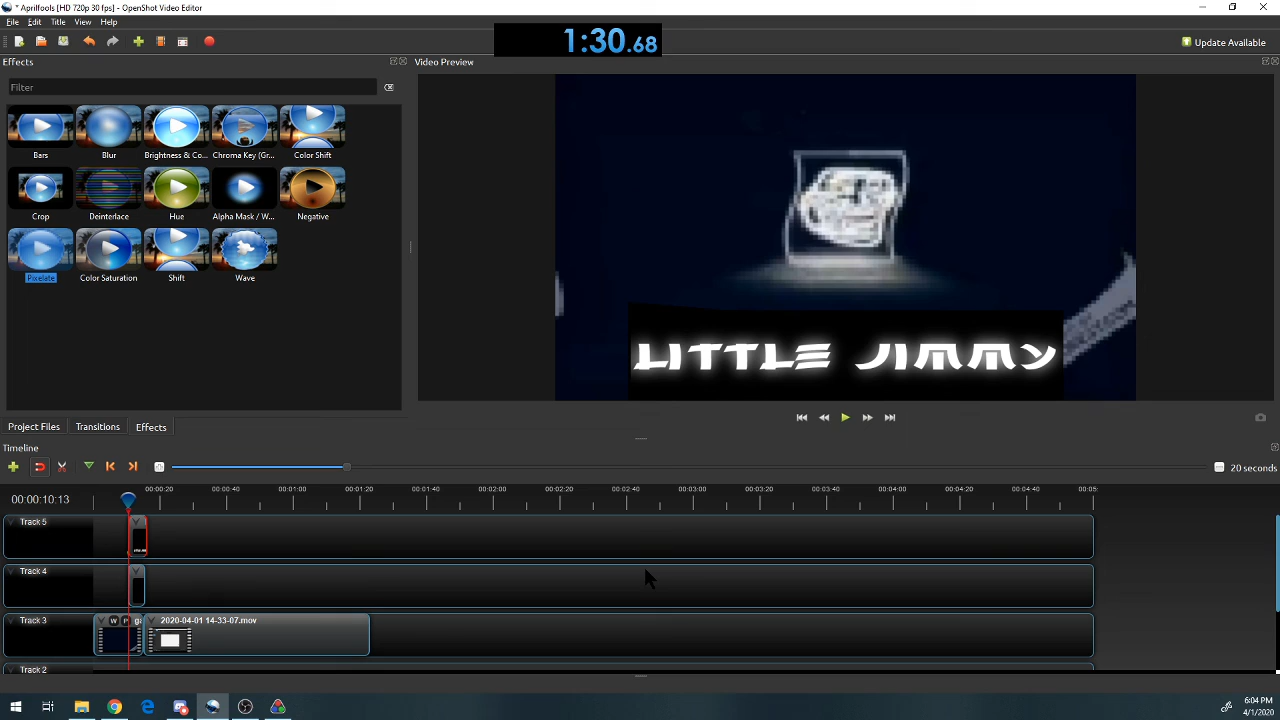 * Aprilfools [HD 720p 30 fps] - OpenShot Video Editor
File Edit Title View Help
1:30.68
Update Available
Effects
Video Preview
Filter
Bars
Blur
Brightness & Co...
Chroma Key (Gr...
Color Shift
Crop
Deinterlace
Hue
Alpha Mask / W...
Negative
Pixelate
Color Saturation
Shift
Wave
LITTLE JIMMY
Project Files
Transitions
Effects
Timeline
20 seconds
00:00:10:13
00:00:20
00:00:40
00:01:00
00:01:20
00:01:40
00:02:00
00:02:20
00:02:40
00:03:00
00:03:20
00:03:40
00:04:00
00:04:20
00:04:40
00:05:
Track 5
Track 4
Track 3
W P
2020-04-01 14-33-07.mov
Track 2
6:04 PM
4/1/2020